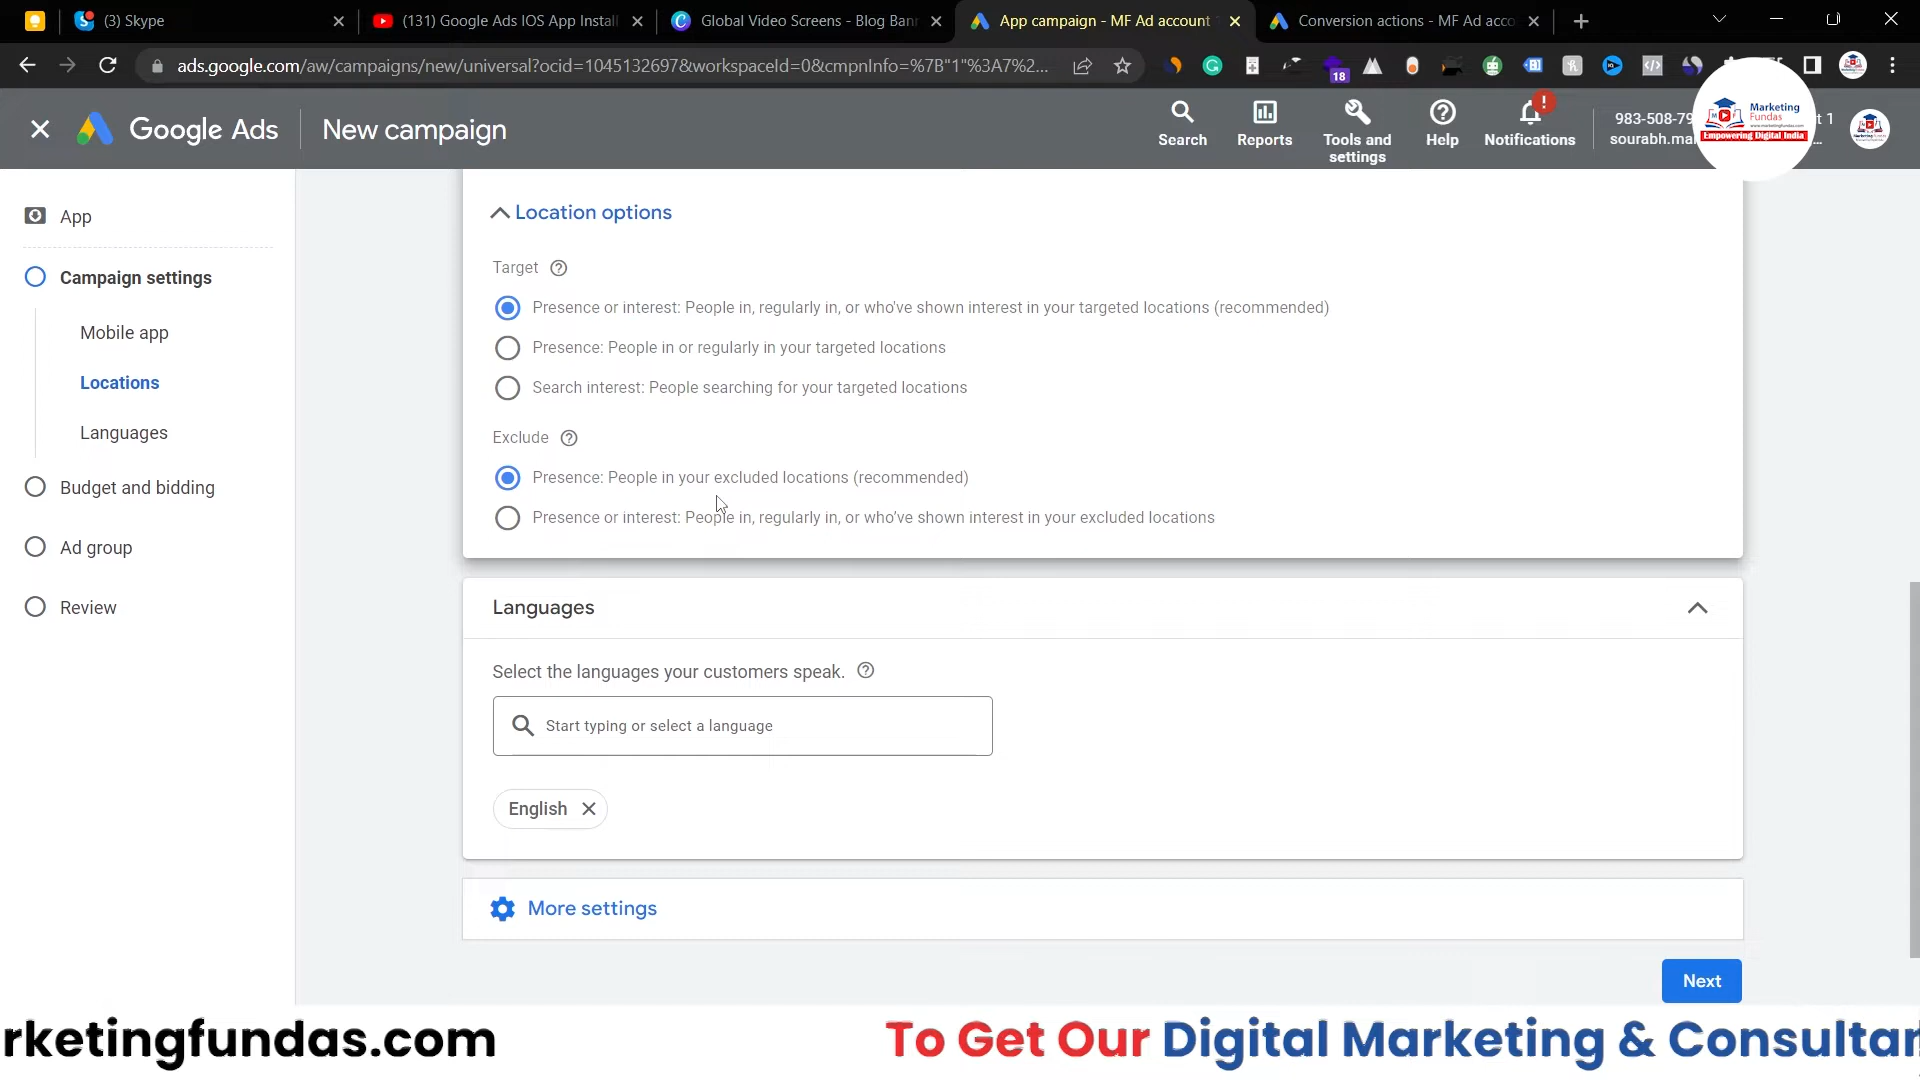 (3) Skype
(131) Google Ads IOS App Install
Global Video Screens - Blog Bann
App campaign - MF Ad account
Conversion actions - MF Ad acco
ads.google.com/aw/campaigns/new/universal?ocid=1045132697&workspaceId=0&cmpnInfo=%7B"1"%3A7%2...
18
Google Ads
New campaign
Search
Reports
Tools and settings
Help
Notifications
983-508-79
sourabh.ma
t 1
...
Marketing
Fundas
Empowering Digital India
App
Campaign settings
Mobile app
Locations
Languages
Budget and bidding
Ad group
Review
Location options
Target
Presence or interest: People in, regularly in, or who've shown interest in your targeted locations (recommended)
Presence: People in or regularly in your targeted locations
Search interest: People searching for your targeted locations
Exclude
Presence: People in your excluded locations (recommended)
Presence or interest: People in, regularly in, or who've shown interest in your excluded locations
Languages
Select the languages your customers speak.
Start typing or select a language
English
More settings
Next
rketingfundas.com
To Get Our Digital Marketing & Consultan